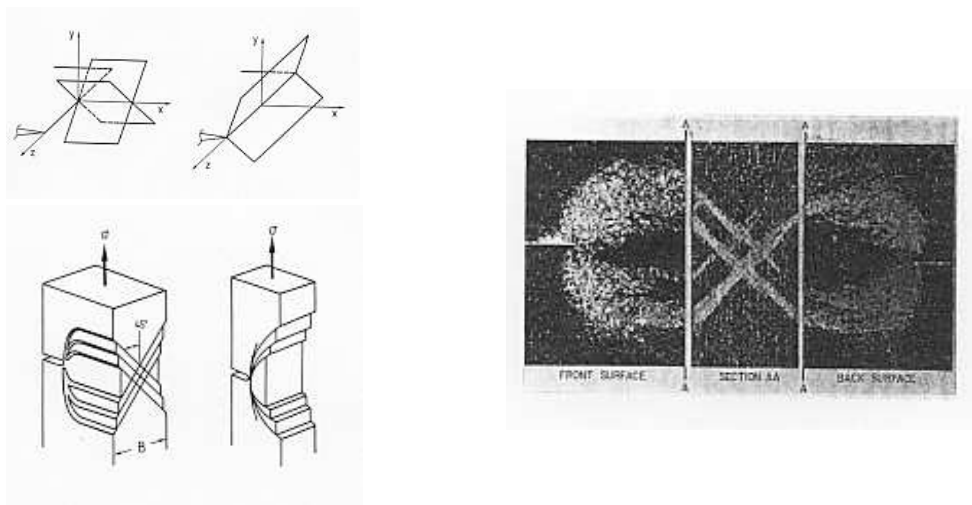 y
x
z
y
x
z
σ
45°
B
σ
A A
FRONT SURFACE SECTION AA BACK SURFACE
A A